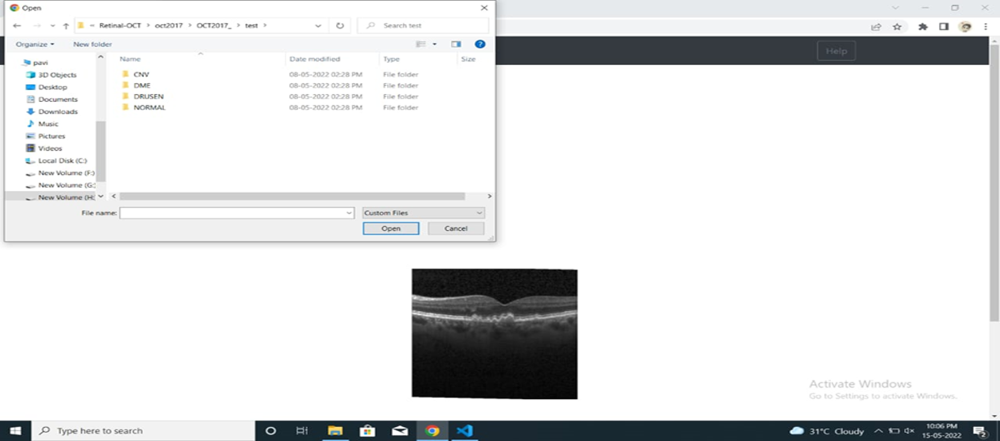 Open
« Retinal-OCT > oct2017 > OCT2017_ > test >
Search test
Organize
New folder
Name Date modified Type Size
CNV 08-05-2022 02:28 PM File folder
DME 08-05-2022 02:28 PM File folder
DRUSEN 08-05-2022 02:28 PM File folder
NORMAL 08-05-2022 02:28 PM File folder
pavi
3D Objects
Desktop
Documents
Downloads
Music
Pictures
Videos
Local Disk (C:)
New Volume (F:)
New Volume (G:
New Volume (H:
File name:
Custom Files
Open
Cancel
Help
Activate Windows
Go to Settings to activate Windows.
Type here to search
31°C Cloudy
10:06 PM
15-05-2022
2